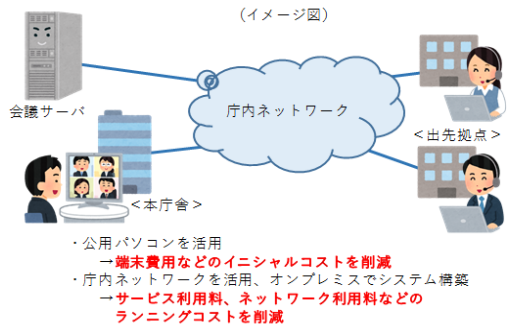 （イメージ図）
会議サーバ
庁内ネットワーク
＜出先拠点＞
＜本庁舎＞
・公用パソコンを活用
→端末費用などのイニシャルコストを削減
・庁内ネットワークを活用、オンプレミスでシステム構築
→サービス利用料、ネットワーク利用料などの
ランニングコストを削減